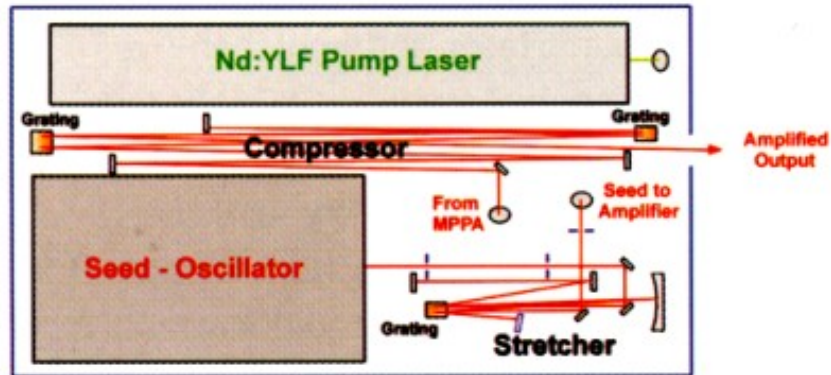 Nd:YLF Pump Laser
Grating
Grating
Compressor
Amplified
Output
From
MPPA
Seed to
Amplifier
Seed - Oscillator
Grating
Stretcher